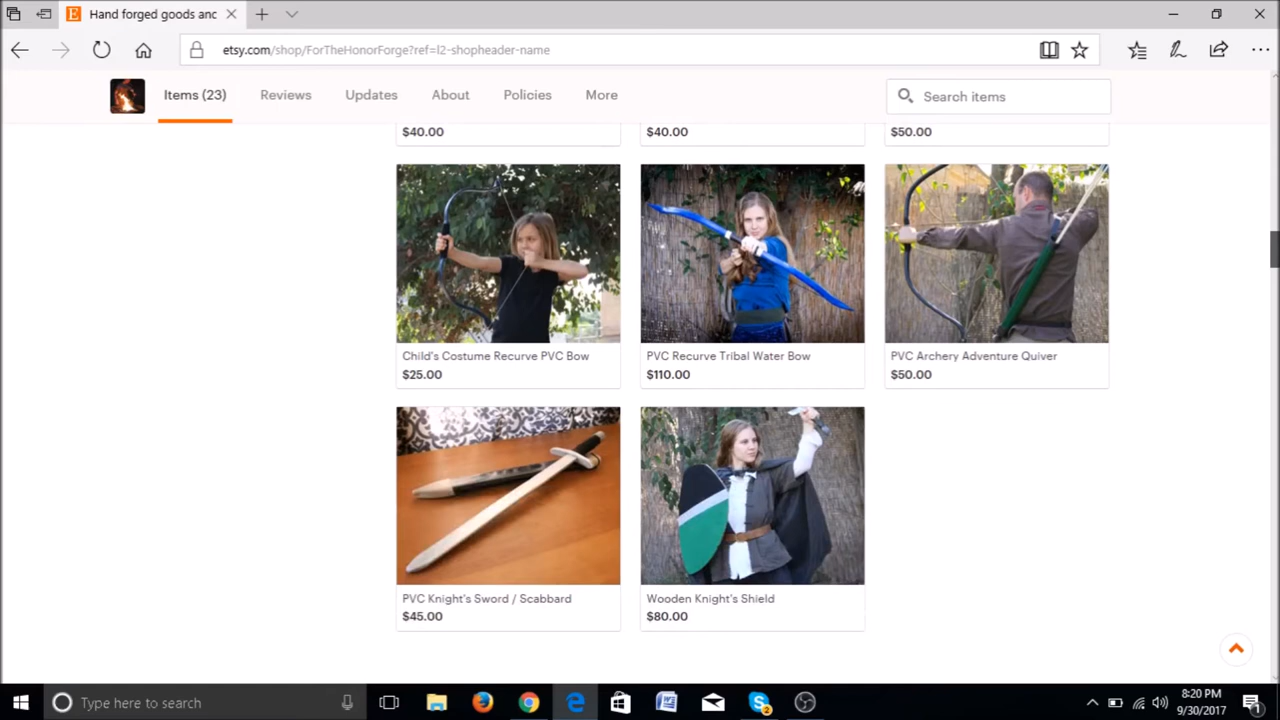 Hand forged goods and
etsy.com/shop/ForTheHonorForge?ref=l2-shopheader-name
Items (23)
Reviews
Updates
About
Policies
More
Search items
$40.00
$40.00
$50.00
Child's Costume Recurve PVC Bow
$25.00
PVC Recurve Tribal Water Bow
$110.00
PVC Archery Adventure Quiver
$50.00
PVC Knight's Sword / Scabbard
$45.00
Wooden Knight's Shield
$80.00
Type here to search
8:20 PM
9/30/2017